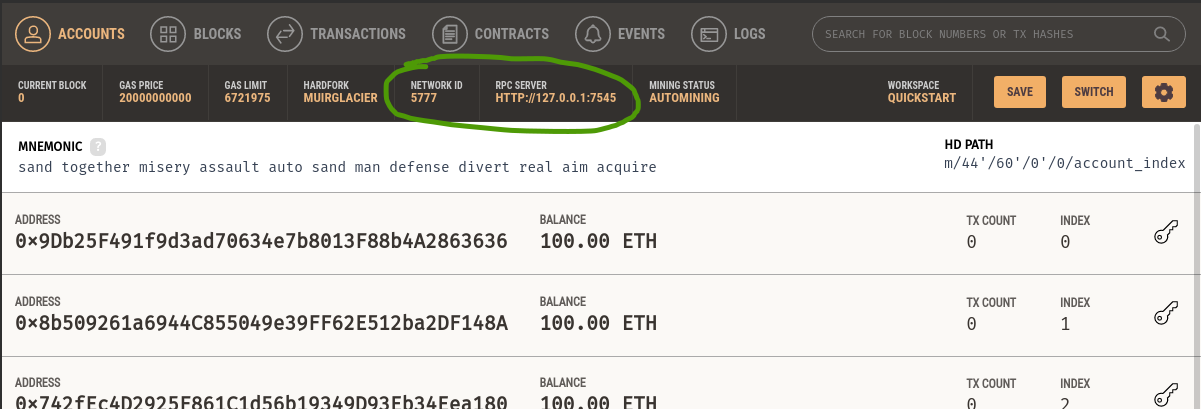 ACCOUNTS BLOCKS TRANSACTIONS CONTRACTS EVENTS LOGS SEARCH FOR BLOCK NUMBERS OR TX HASHES
CURRENT BLOCK GAS PRICE GAS LIMIT HARDFORK NETWORK ID RPC SERVER MINING STATUS WORKSPACE SAVE SWITCH
0 20000000000 6721975 MUIRGLACIER 5777 HTTP://127.0.0.1:7545 AUTOMINING QUICKSTART
MNEMONIC ? HD PATH
sand together misery assault auto sand man defense divert real aim acquire m/44'/60'/0'/0/account_index
ADDRESS BALANCE TX COUNT INDEX
0×9Db25F491f9d3ad70634e7b8013F88b4A2863636 100.00 ETH 0 0
ADDRESS BALANCE TX COUNT INDEX
0×8b509261a6944C855049e39FF62E512ba2DF148A 100.00 ETH 0 1
ADDRESS BALANCE TX COUNT INDEX
0×742fEc4D2925F861C1d56b19349D93Eb34Eea180 100.00 ETH 0 2